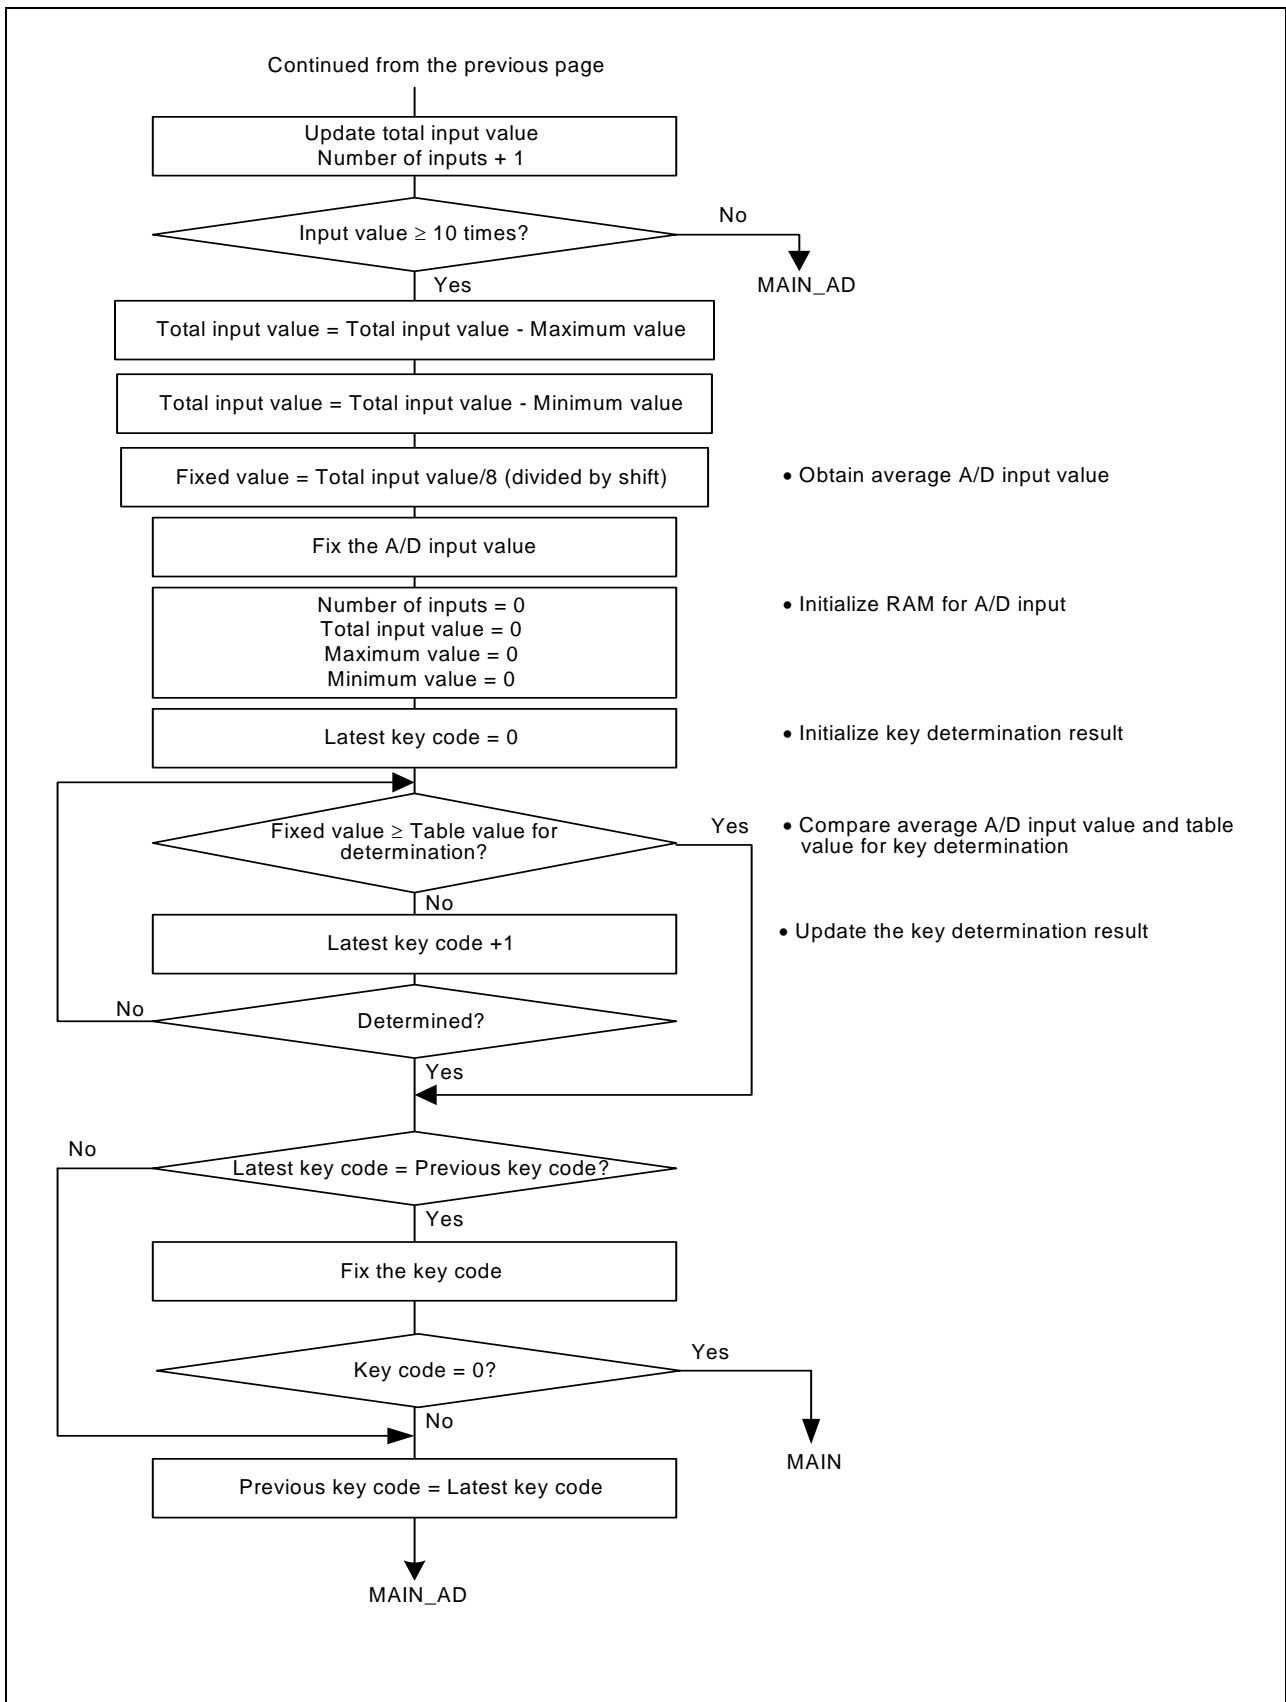 Continued from the previous page
Update total input value
Number of inputs + 1
Input value ≥ 10 times?
No
MAIN_AD
Yes
Total input value = Total input value - Maximum value
Total input value = Total input value - Minimum value
Fixed value = Total input value/8 (divided by shift)
• Obtain average A/D input value
Fix the A/D input value
Number of inputs = 0
Total input value = 0
Maximum value = 0
Minimum value = 0
• Initialize RAM for A/D input
Latest key code = 0
• Initialize key determination result
Fixed value ≥ Table value for
determination?
Yes
• Compare average A/D input value and table
value for key determination
No
Latest key code +1
• Update the key determination result
No
Determined?
Yes
No
Latest key code = Previous key code?
Yes
Fix the key code
Key code = 0?
Yes
No
MAIN
Previous key code = Latest key code
MAIN_AD